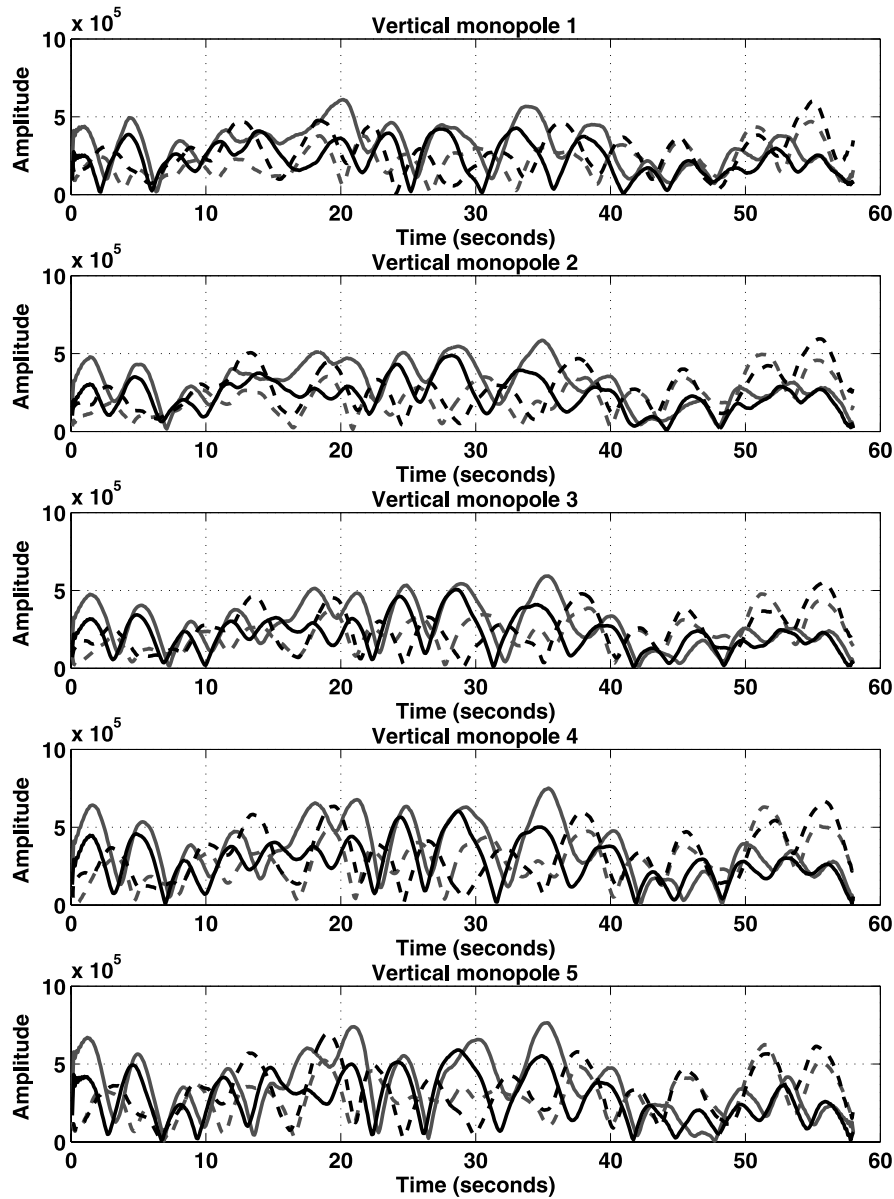 x 10^5
Vertical monopole 1
10
5
0
Amplitude
0 10 20 30 40 50 60
Time (seconds)
x 10^5
Vertical monopole 2
10
5
0
Amplitude
0 10 20 30 40 50 60
Time (seconds)
x 10^5
Vertical monopole 3
10
5
0
Amplitude
0 10 20 30 40 50 60
Time (seconds)
x 10^5
Vertical monopole 4
10
5
0
Amplitude
0 10 20 30 40 50 60
Time (seconds)
x 10^5
Vertical monopole 5
10
5
0
Amplitude
0 10 20 30 40 50 60
Time (seconds)